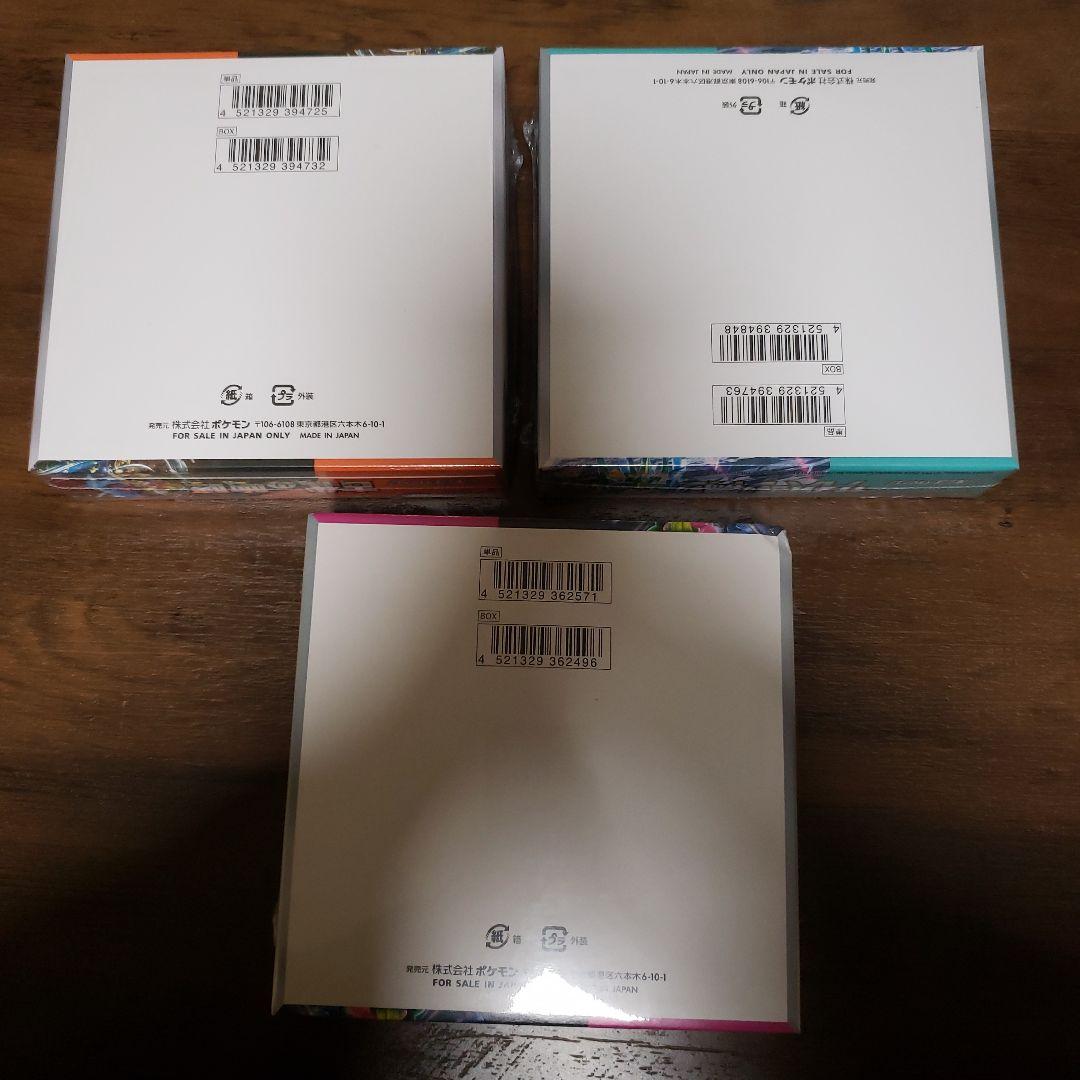 単品
4 521329 394725
BOX
4 521329 394732
紙 箱 プラ 外装
発売元 株式会社 ポケモン 〒106-6108 東京都港区六本木6-10-1
FOR SALE IN JAPAN ONLY MADE IN JAPAN
単品
4 521329 394763
BOX
4 521329 394848
紙 箱 プラ 外装
発売元 株式会社 ポケモン 〒106-6108 東京都港区六本木6-10-1
FOR SALE IN JAPAN ONLY MADE IN JAPAN
単品
4 521329 362571
BOX
4 521329 362496
紙 箱 プラ 外装
発売元 株式会社 ポケモン 六本木6-10-1
FOR SALE IN JAPAN